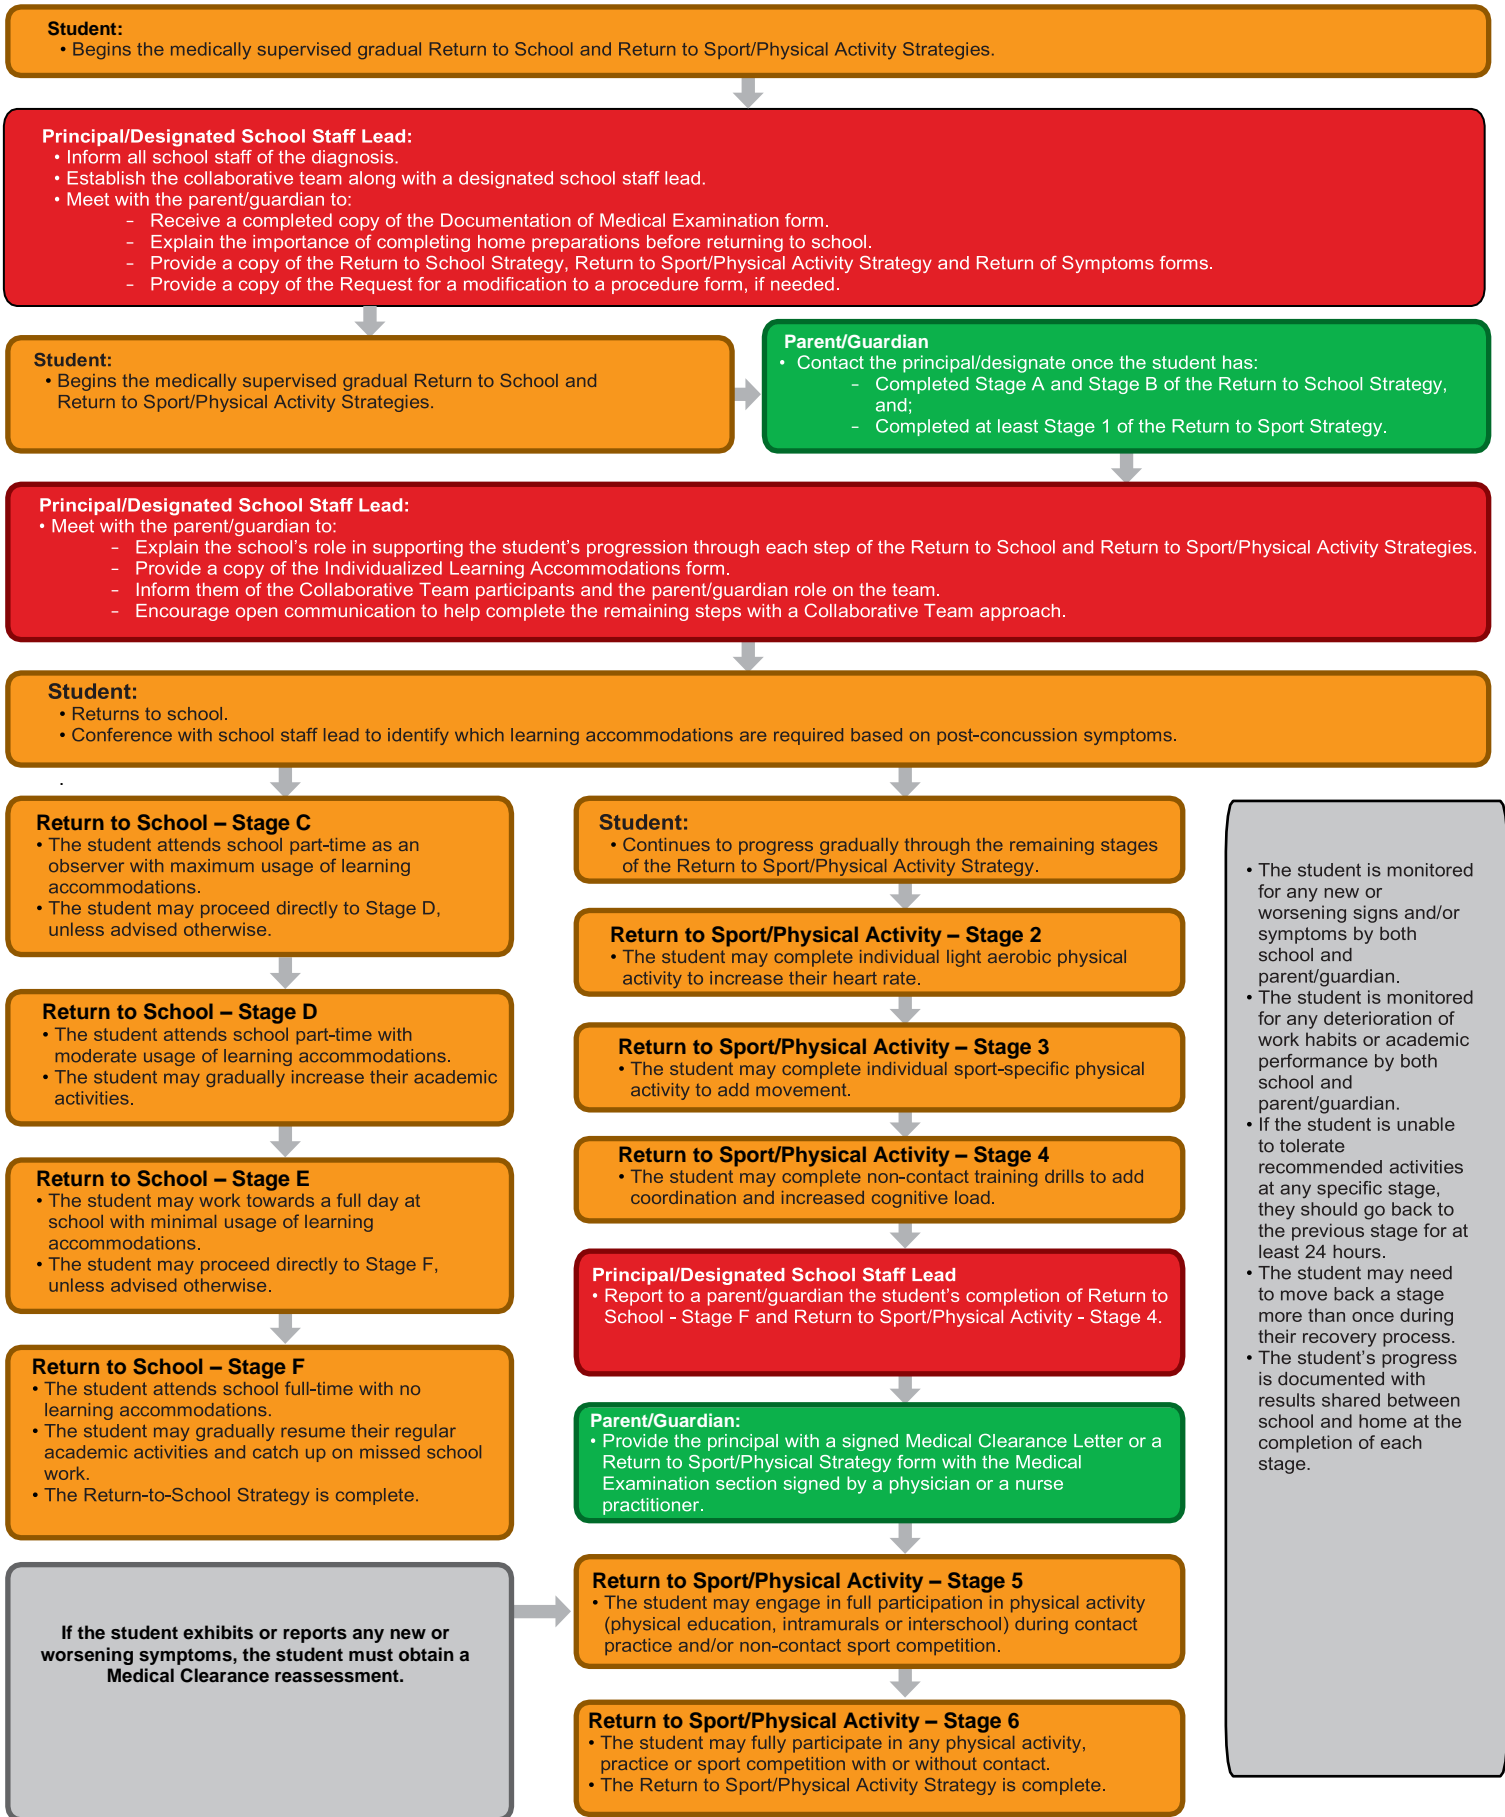 Student:
• Begins the medically supervised gradual Return to School and Return to Sport/Physical Activity Strategies.
Principal/Designated School Staff Lead:
• Inform all school staff of the diagnosis.
• Establish the collaborative team along with a designated school staff lead.
• Meet with the parent/guardian to:
- Receive a completed copy of the Documentation of Medical Examination form.
- Explain the importance of completing home preparations before returning to school.
- Provide a copy of the Return to School Strategy, Return to Sport/Physical Activity Strategy and Return of Symptoms forms.
- Provide a copy of the Request for a modification to a procedure form, if needed.
Student:
• Begins the medically supervised gradual Return to School and
Return to Sport/Physical Activity Strategies.
Parent/Guardian
• Contact the principal/designate once the student has:
- Completed Stage A and Stage B of the Return to School Strategy,
and;
- Completed at least Stage 1 of the Return to Sport Strategy.
Principal/Designated School Staff Lead:
• Meet with the parent/guardian to:
- Explain the school's role in supporting the student's progression through each step of the Return to School and Return to Sport/Physical Activity Strategies.
- Provide a copy of the Individualized Learning Accommodations form.
- Inform them of the Collaborative Team participants and the parent/guardian role on the team.
- Encourage open communication to help complete the remaining steps with a Collaborative Team approach.
Student:
• Returns to school.
• Conference with school staff lead to identify which learning accommodations are required based on post-concussion symptoms.
.
Return to School – Stage C
• The student attends school part-time as an
observer with maximum usage of learning
accommodations.
• The student may proceed directly to Stage D,
unless advised otherwise.
Return to School – Stage D
• The student attends school part-time with
moderate usage of learning accommodations.
• The student may gradually increase their academic
activities.
Return to School – Stage E
• The student may work towards a full day at
school with minimal usage of learning
accommodations.
• The student may proceed directly to Stage F,
unless advised otherwise.
Return to School – Stage F
• The student attends school full-time with no
learning accommodations.
• The student may gradually resume their regular
academic activities and catch up on missed school
work.
• The Return-to-School Strategy is complete.
If the student exhibits or reports any new or
worsening symptoms, the student must obtain a
Medical Clearance reassessment.
Student:
• Continues to progress gradually through the remaining stages
of the Return to Sport/Physical Activity Strategy.
Return to Sport/Physical Activity – Stage 2
• The student may complete individual light aerobic physical
activity to increase their heart rate.
Return to Sport/Physical Activity – Stage 3
• The student may complete individual sport-specific physical
activity to add movement.
Return to Sport/Physical Activity – Stage 4
• The student may complete non-contact training drills to add
coordination and increased cognitive load.
Principal/Designated School Staff Lead
• Report to a parent/guardian the student's completion of Return to
School - Stage F and Return to Sport/Physical Activity - Stage 4.
Parent/Guardian:
• Provide the principal with a signed Medical Clearance Letter or a
Return to Sport/Physical Strategy form with the Medical
Examination section signed by a physician or a nurse
practitioner.
Return to Sport/Physical Activity – Stage 5
• The student may engage in full participation in physical activity
(physical education, intramurals or interschool) during contact
practice and/or non-contact sport competition.
Return to Sport/Physical Activity – Stage 6
• The student may fully participate in any physical activity,
practice or sport competition with or without contact.
• The Return to Sport/Physical Activity Strategy is complete.
• The student is monitored
for any new or
worsening signs and/or
symptoms by both
school and
parent/guardian.
• The student is monitored
for any deterioration of
work habits or academic
performance by both
school and
parent/guardian.
• If the student is unable
to tolerate
recommended activities
at any specific stage,
they should go back to
the previous stage for at
least 24 hours.
• The student may need
to move back a stage
more than once during
their recovery process.
• The student's progress
is documented with
results shared between
school and home at the
completion of each
stage.